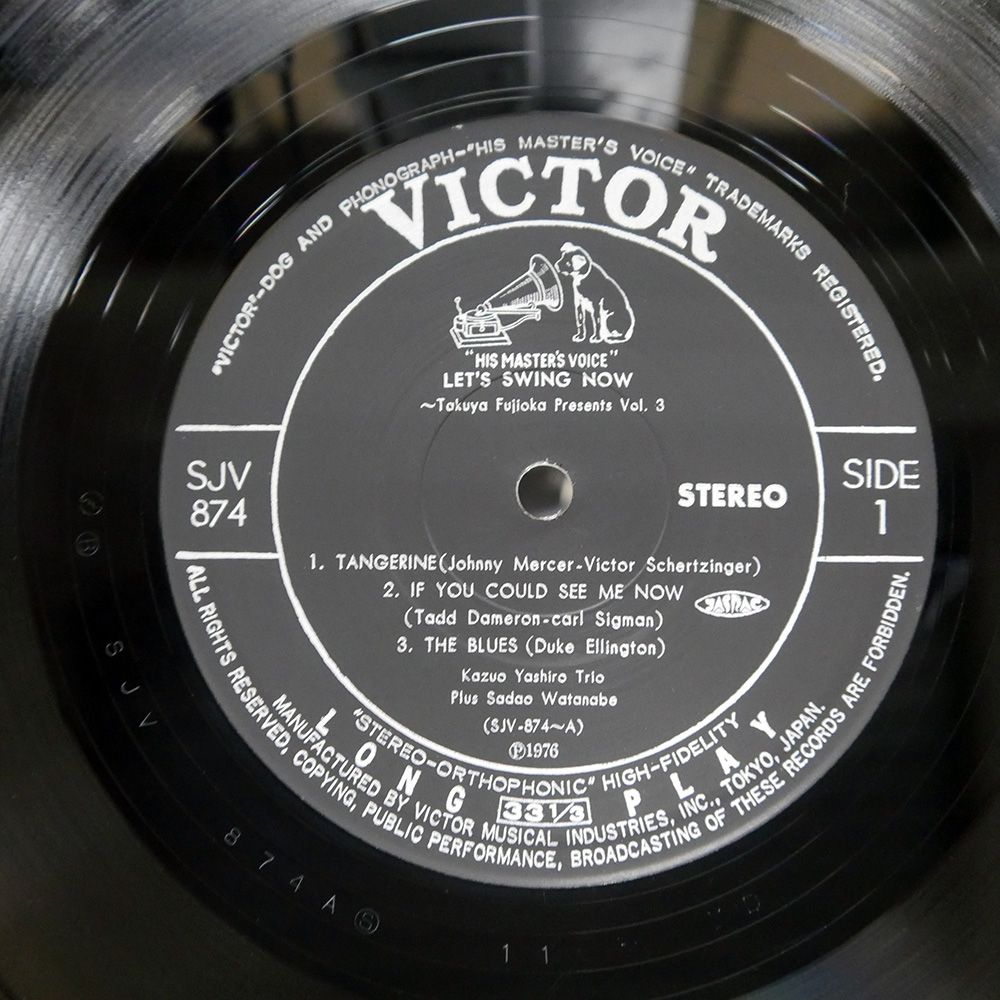 "VICTOR"-DOG AND PHONOGRAPH-"HIS MASTER'S VOICE" TRADEMARKS REGISTERED.
VICTOR
"HIS MASTER'S VOICE"
LET'S SWING NOW
~Takuya Fujioka Presents Vol. 3
SJV
874
STEREO
SIDE
1
1. TANGERINE(Johnny Mercer-Victor Schertzinger)
2. IF YOU COULD SEE ME NOW
(Tadd Dameron-carl Sigman)
JASRAC
3. THE BLUES (Duke Ellington)
Kazuo Yashiro Trio
Plus Sadao Watanabe
(SJV-874~A)
Ⓟ1976
"STEREO-ORTHOPHONIC" HIGH-FIDELITY
LONG 33 1/3 PLAY
MANUFACTURED BY VICTOR MUSICAL INDUSTRIES, INC., TOKYO, JAPAN.
ALL RIGHTS RESERVED, COPYING, PUBLIC PERFORMANCE, BROADCASTING OF THESE RECORDS ARE FORBIDDEN.
SJV
874A Ⓢ
11